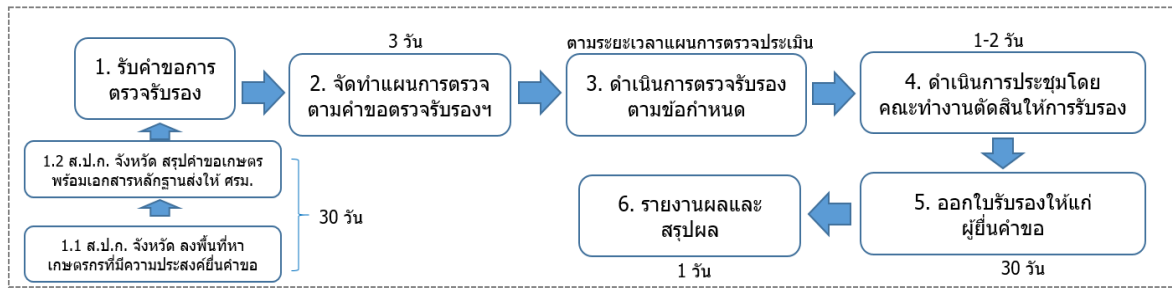 1. รับคำขอการ
ตรวจรับรอง
3 วัน
2. จัดทำแผนการตรวจ
ตามคำขอตรวจรับรองฯ
ตามระยะเวลาแผนการตรวจประเมิน
3. ดำเนินการตรวจรับรอง
ตามข้อกำหนด
1-2 วัน
4. ดำเนินการประชุมโดย
คณะทำงานตัดสินให้การรับรอง
1.2 ส.ป.ก. จังหวัด สรุปคำขอเกษตร
พร้อมเอกสารหลักฐานส่งให้ ศรม.
1.1 ส.ป.ก. จังหวัด ลงพื้นที่หา
เกษตรกรที่มีความประสงค์ยื่นคำขอ
30 วัน
5. ออกใบรับรองให้แก่
ผู้ยื่นคำขอ
30 วัน
6. รายงานผลและ
สรุปผล
1 วัน